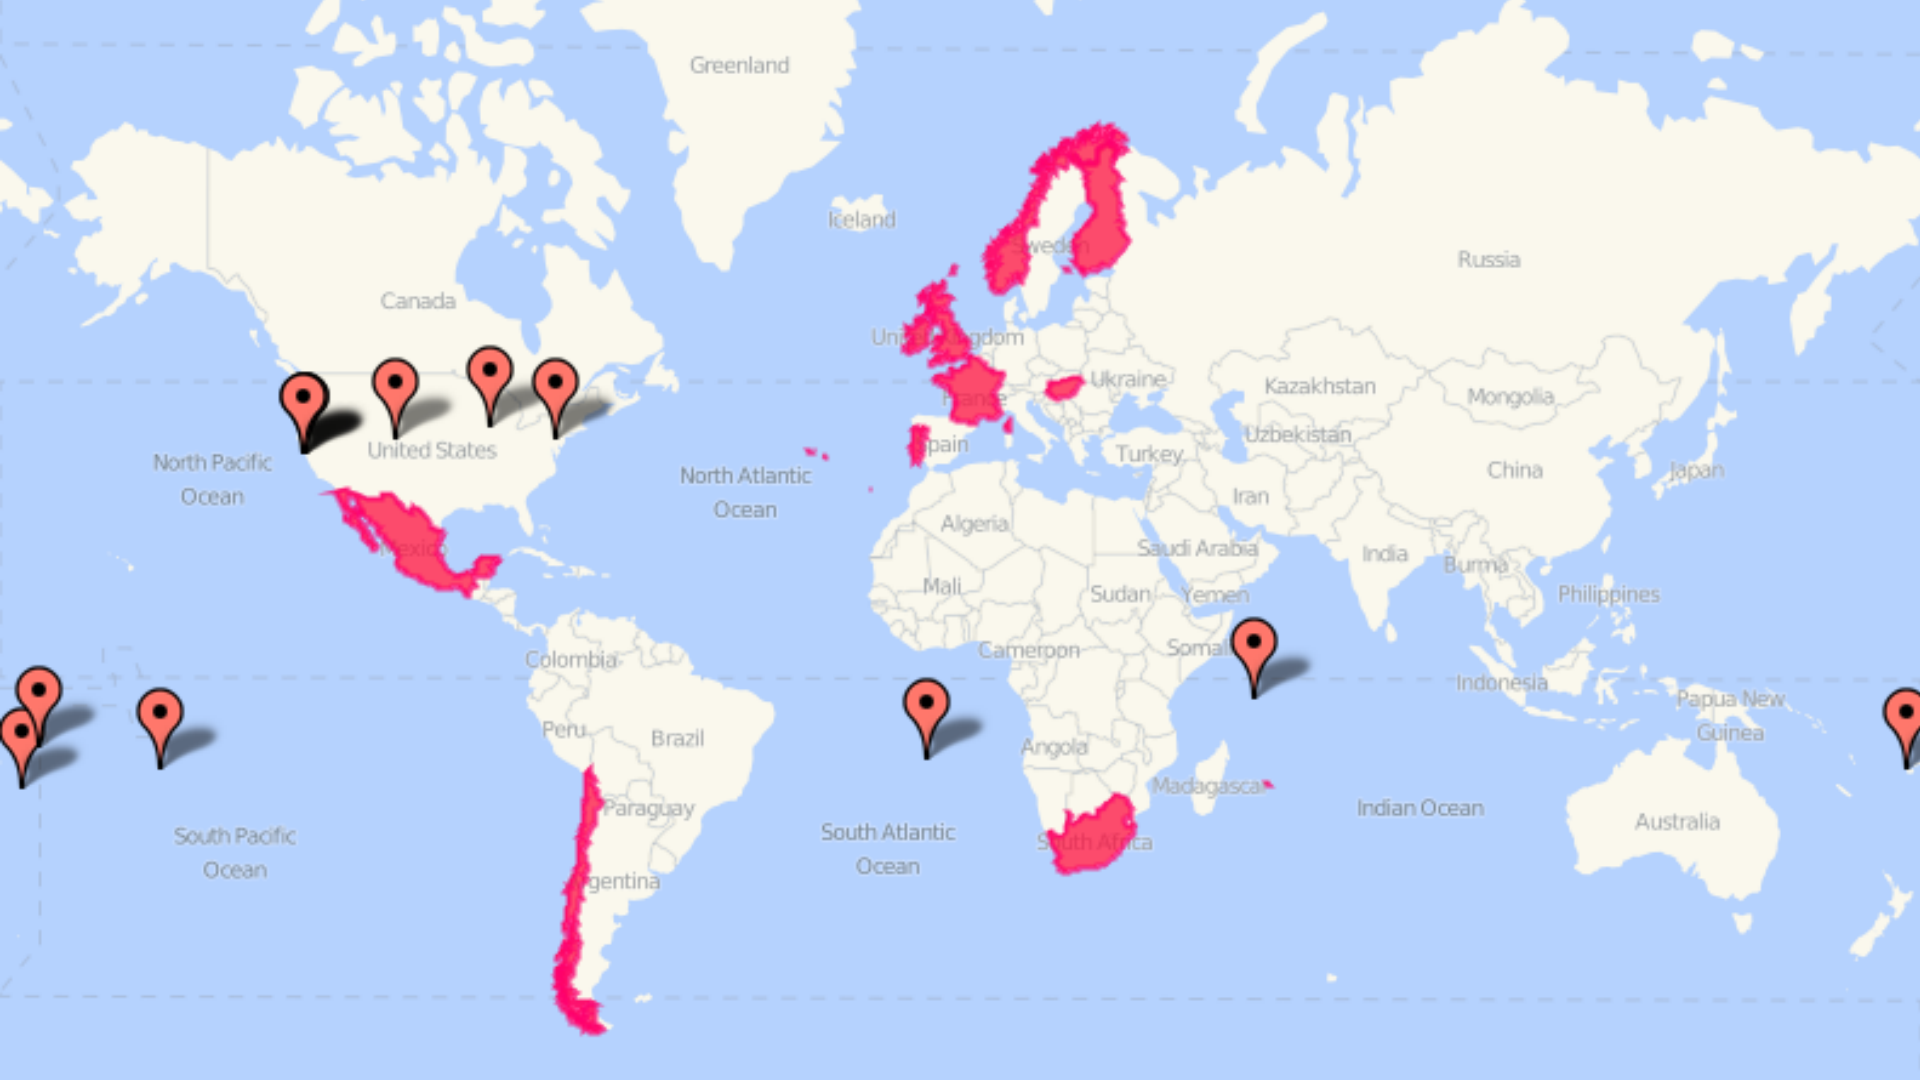 Greenland
Iceland
Sweden
Russia
Canada
United Kingdom
Ukraine
Kazakhstan
Mongolia
France
Uzbekistan
Spain
Turkey
United States
North Pacific
Ocean
North Atlantic
Ocean
China
Japan
Iran
Algeria
Mexico
Saudi Arabia
India
Burma
Mali
Sudan
Yemen
Philippines
Colombia
Cameroon
Somal
Indonesia
Papua New
Guinea
Peru
Brazil
Angola
Madagascar
Paraguay
Indian Ocean
Australia
South Pacific
Ocean
South Atlantic
Ocean
South Africa
gentina